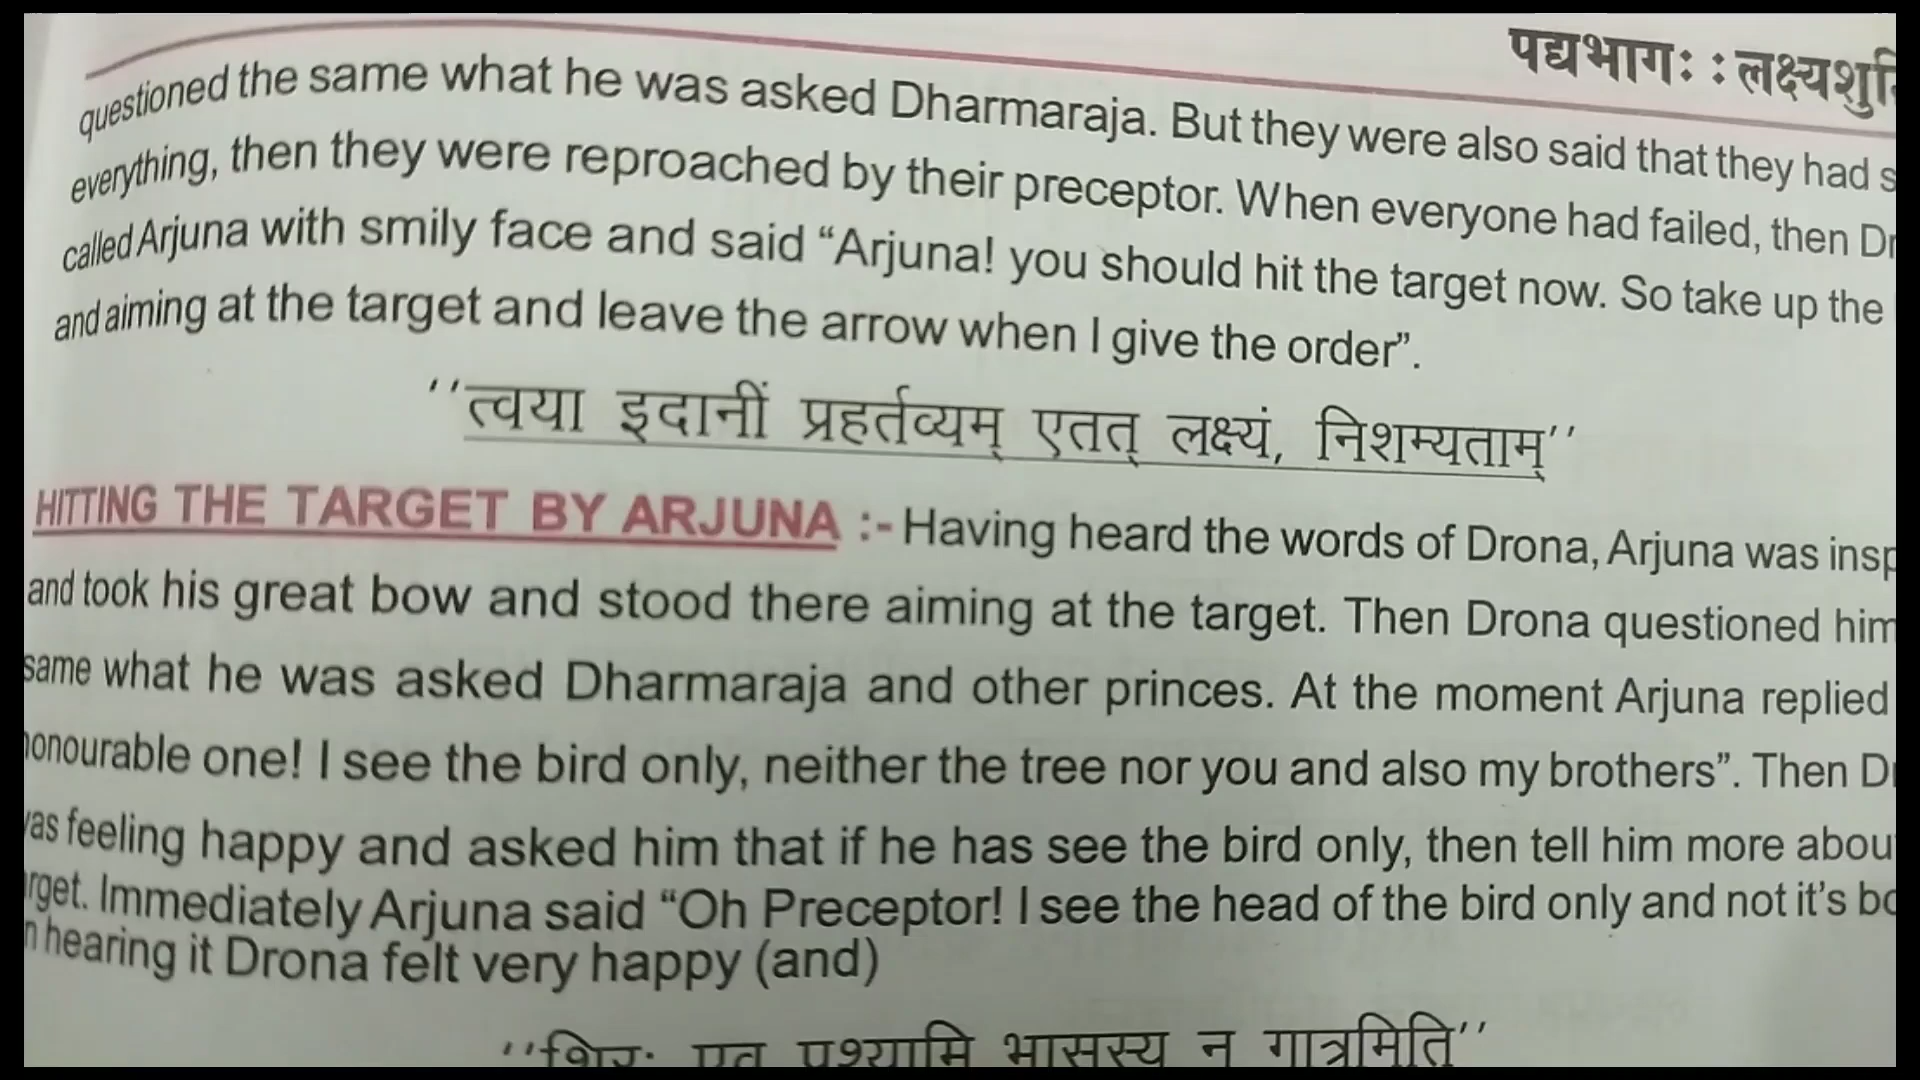 पद्यभागः : लक्ष्यशु
questioned the same what he was asked Dharmaraja. But they were also said that they had
everything, then they were reproached by their preceptor. When everyone had failed, then
called Arjuna with smily face and said “Arjuna! you should hit the target now. So take up the
and aiming at the target and leave the arrow when I give the order”.
‘‘त्वया इदानीं प्रहर्तव्यम् एतत् लक्ष्यं, निशम्यताम्’’
HITTING THE TARGET BY ARJUNA :- Having heard the words of Drona, Arjuna was
and took his great bow and stood there aiming at the target. Then Drona questioned him
same what he was asked Dharmaraja and other princes. At the moment Arjuna replied
onourable one! I see the bird only, neither the tree nor you and also my brothers”. Then
as feeling happy and asked him that if he has see the bird only, then tell him more abou
rget. Immediately Arjuna said “Oh Preceptor! I see the head of the bird only and not it’s
n hearing it Drona felt very happy (and)
‘‘शिरः एव पश्यामि भासस्य न गात्रमिति’’